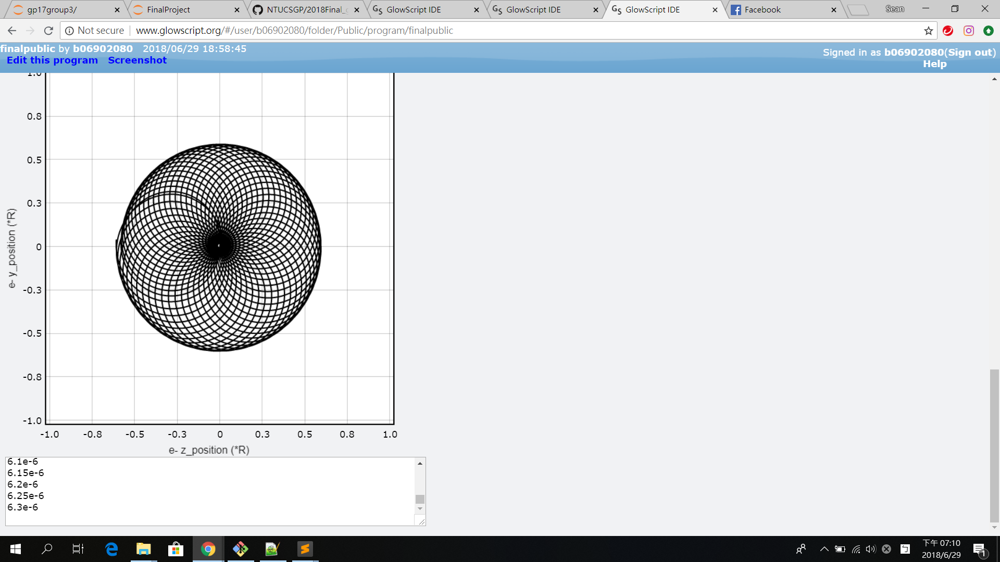 gp17group3/
FinalProject
NTUCSGP/2018Final_
GlowScript IDE
GlowScript IDE
GlowScript IDE
Facebook
Sean
Not secure
www.glowscript.org/#/user/b06902080/folder/Public/program/finalpublic
finalpublic by b06902080 2018/06/29 18:58:45
Signed in as b06902080(Sign out)
Edit this program Screenshot
Help
1.0
0.8
0.5
0.3
0
-0.3
-0.5
-0.8
-1.0
e- y_position (*R)
-1.0 -0.8 -0.5 -0.3 0 0.3 0.5 0.8 1.0
e- z_position (*R)
6.1e-6
6.15e-6
6.2e-6
6.25e-6
6.3e-6
下午 07:10
2018/6/29
1